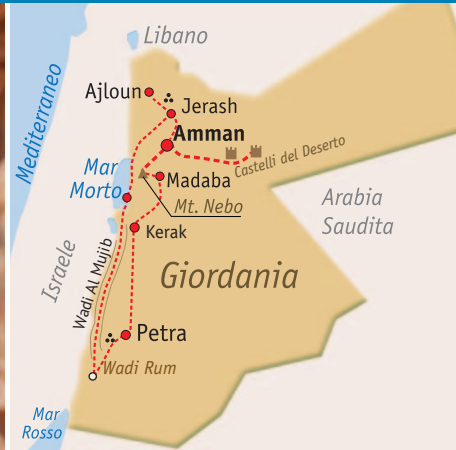 Libano
Mediterraneo
Ajloun
Jerash
Amman
Castelli del Deserto
Mar
Morto
Madaba
Mt. Nebo
Arabia
Saudita
Israele
Wadi Al Mujib
Kerak
Giordania
Petra
Wadi Rum
Mar
Rosso